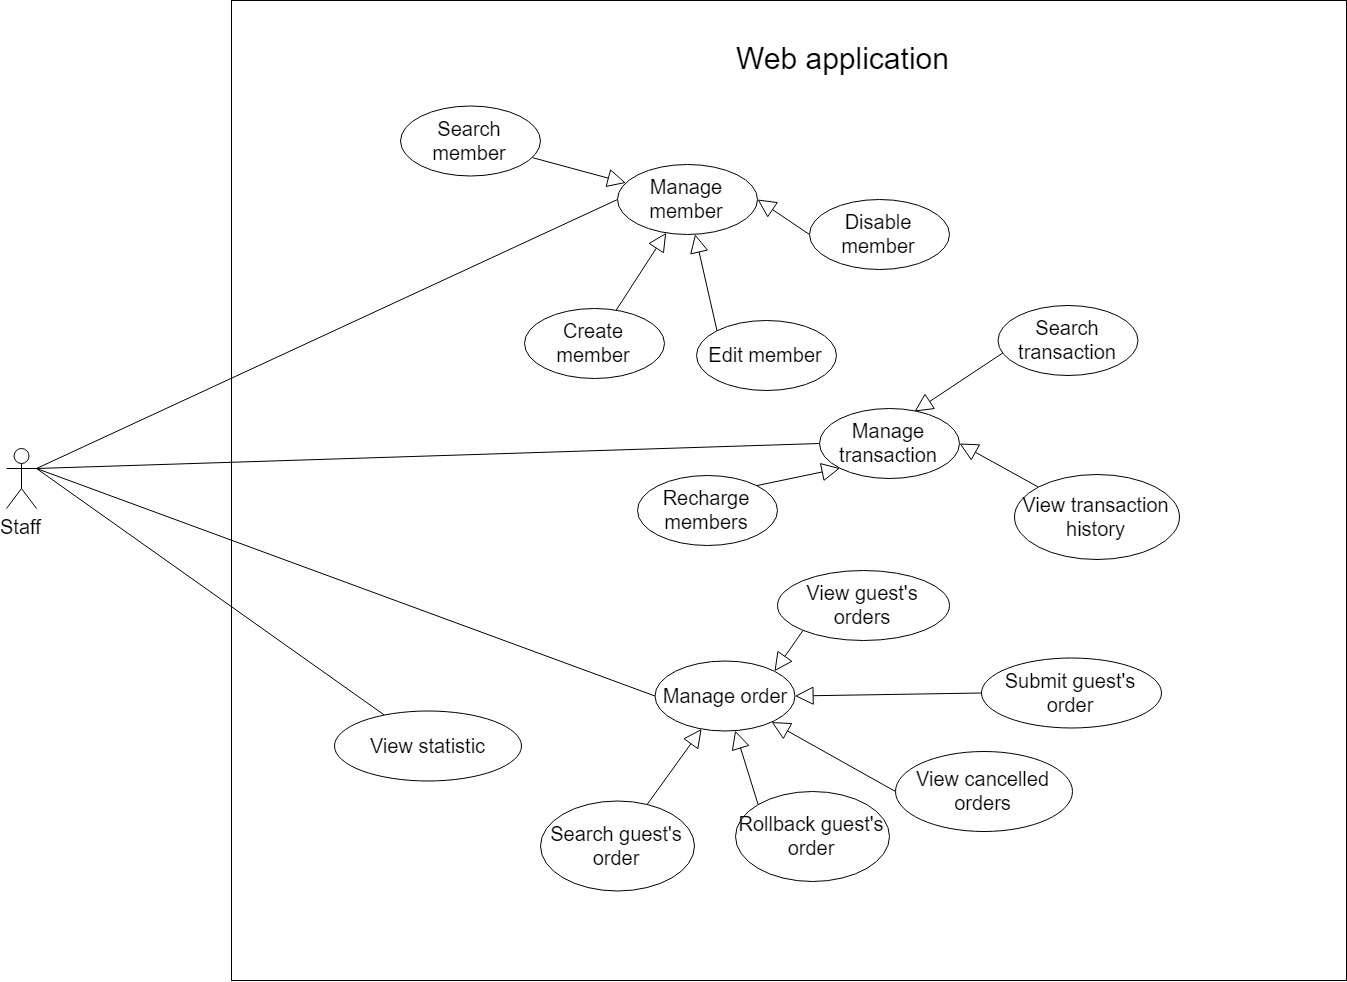 Web application
Search
member
Manage
member
Disable
member
Create
member
Edit member
Search
transaction
Manage
transaction
Recharge
members
View transaction
history
Staff
View guest's
orders
Manage order
Submit guest's
order
View statistic
View cancelled
orders
Search guest's
order
Rollback guest's
order